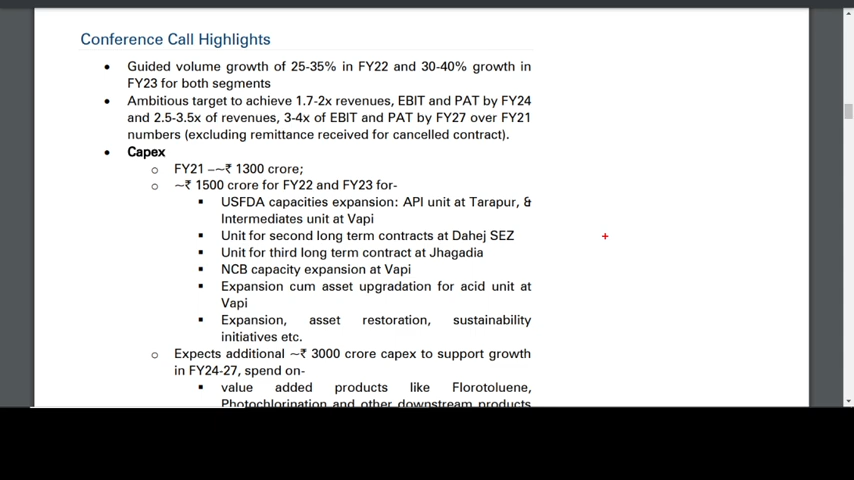 Conference Call Highlights
• Guided volume growth of 25-35% in FY22 and 30-40% growth in
FY23 for both segments
• Ambitious target to achieve 1.7-2x revenues, EBIT and PAT by FY24
and 2.5-3.5x of revenues, 3-4x of EBIT and PAT by FY27 over FY21
numbers (excluding remittance received for cancelled contract).
• Capex
o FY21 –~₹ 1300 crore;
o ~₹ 1500 crore for FY22 and FY23 for-
▪ USFDA capacities expansion: API unit at Tarapur, &
Intermediates unit at Vapi
▪ Unit for second long term contracts at Dahej SEZ
▪ Unit for third long term contract at Jhagadia
▪ NCB capacity expansion at Vapi
▪ Expansion cum asset upgradation for acid unit at
Vapi
▪ Expansion, asset restoration, sustainability
initiatives etc.
o Expects additional ~₹ 3000 crore capex to support growth
in FY24-27, spend on-
▪ value added products like Florotoluene,
Photochlorination and other downstream products